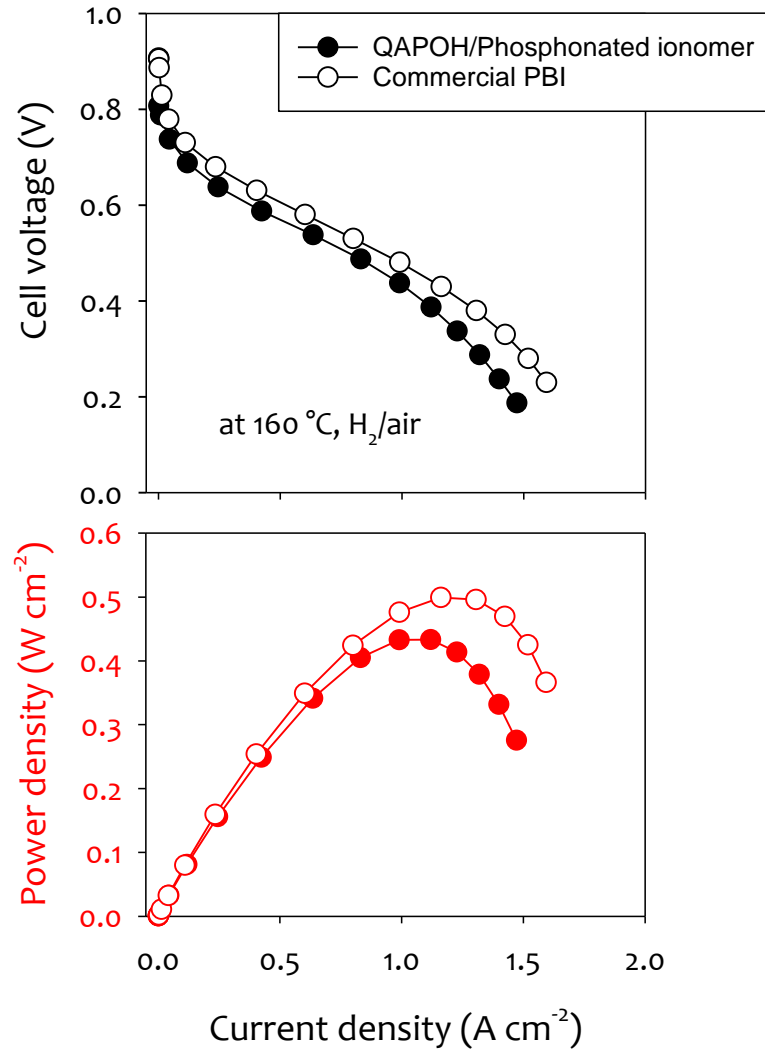 1.0
QAPOH/Phosphonated ionomer
Commercial PBI
0.8
0.6
0.4
0.2
0.0
Cell voltage (V)
at 160 °C, H₂/air
0.6
0.5
0.4
0.3
0.2
0.1
0.0
Power density (W cm⁻²)
0.0 0.5 1.0 1.5 2.0
Current density (A cm⁻²)